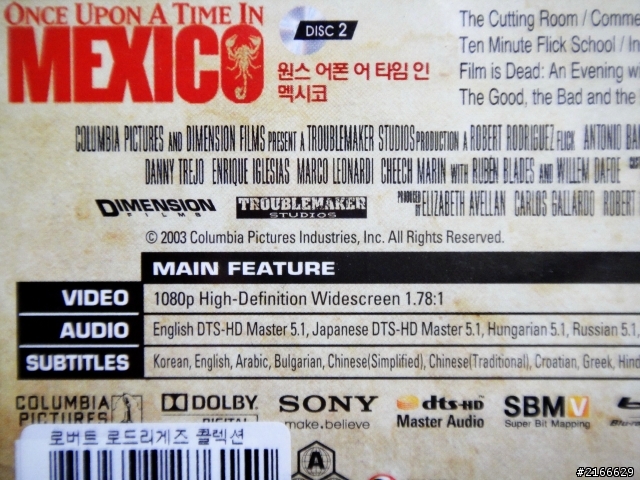 ONCE UPON A TIME IN
MEXICO
DISC 2
원스 어폰 어 타임 인
멕시코
The Cutting Room /
Ten Minute Flick School /
Film is Dead: An Evening
The Good, the Bad and the
COLUMBIA PICTURES AND DIMENSION FILMS PRESENT A TROUBLEMAKER STUDIOS PRODUCTION A ROBERT RODRIGUEZ FLICK ANTONIO
DANNY TREJO ENRIQUE IGLESIAS MARCO LEONARDI CHEECH MARIN WITH RUBÉN BLADES AND WILLEM DAFOE
DIMENSION
FILMS
TROUBLEMAKER
STUDIOS
PRODUCED BY ELIZABETH AVELLAN CARLOS GALLARDO ROBERT
© 2003 Columbia Pictures Industries, Inc. All Rights Reserved.
MAIN FEATURE
VIDEO 1080p High-Definition Widescreen 1.78:1
AUDIO English DTS-HD Master 5.1, Japanese DTS-HD Master 5.1, Hungarian 5.1, Russian 5.1,
SUBTITLES Korean, English, Arabic, Bulgarian, Chinese(Simplified), Chinese(Traditional), Croatian, Greek,
COLUMBIA
PICTURES
DOLBY
DIGITAL
SONY
make.believe
dts-HD
Master Audio
SBMV
Super Bit Mapping
로버트 로드리게즈 콜렉션
A
#2166629